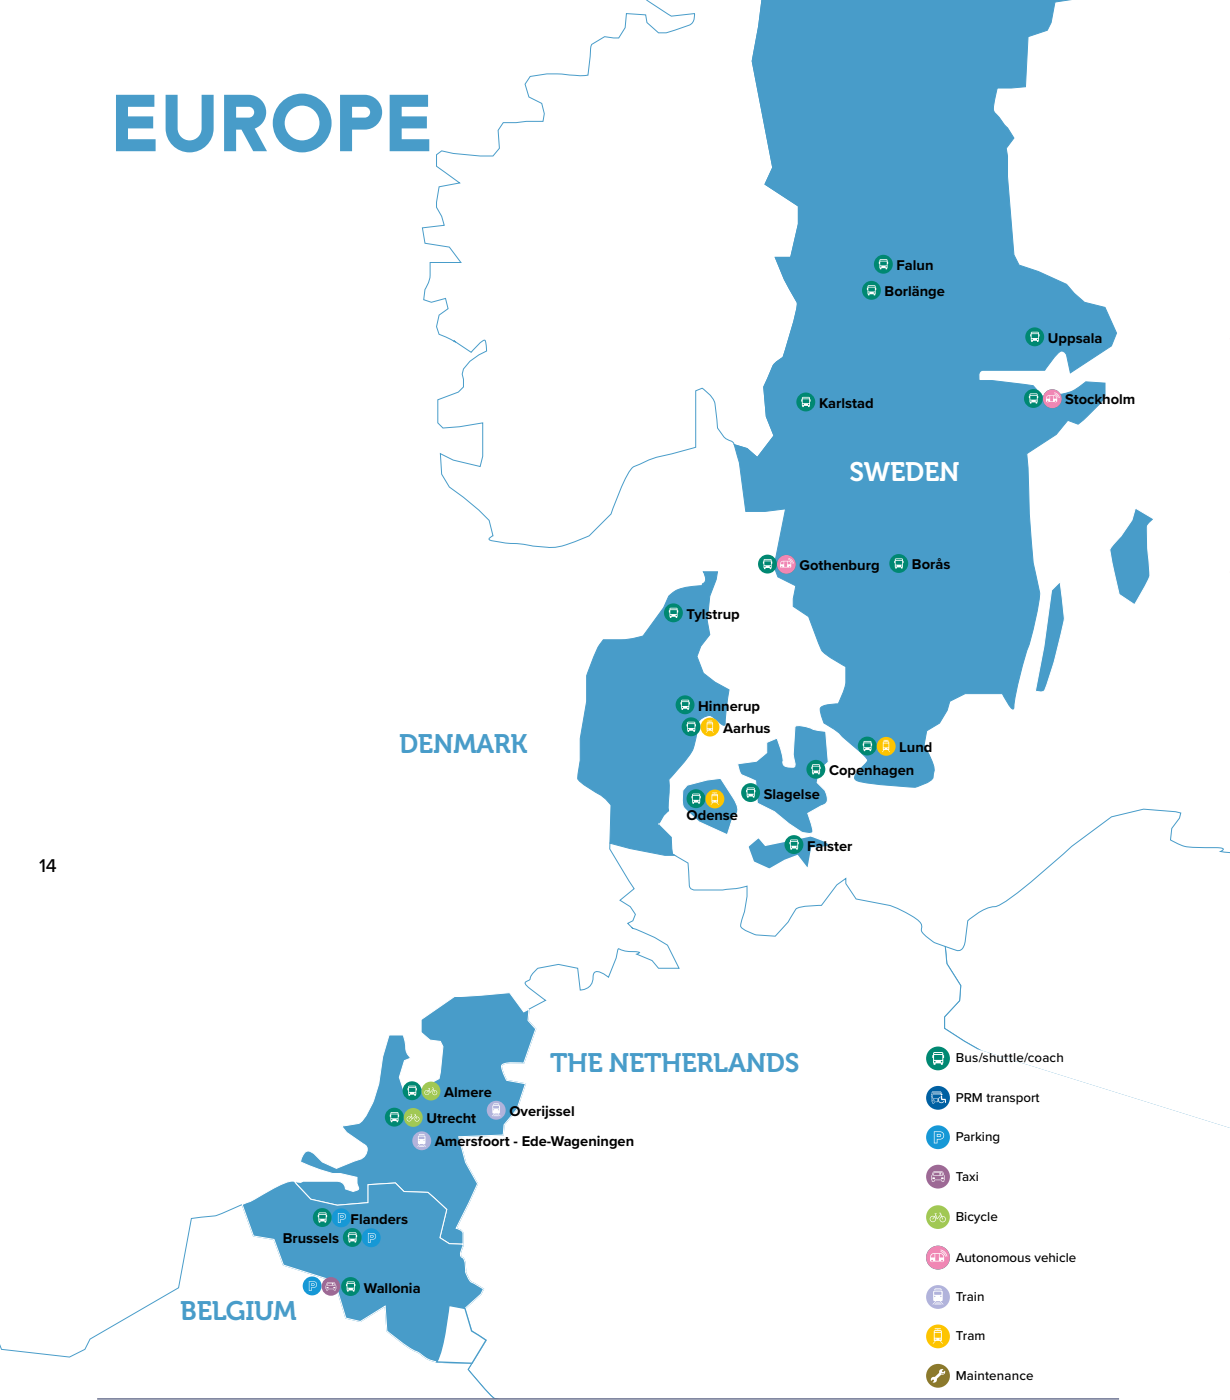 EUROPE
Falun
Borlänge
Uppsala
Karlstad
Stockholm
SWEDEN
Gothenburg
Borås
Tylstrup
Hinnerup
Aarhus
DENMARK
Lund
Copenhagen
Slagelse
Odense
Falster
14
THE NETHERLANDS
Almere
Overijssel
Utrecht
Amersfoort - Ede-Wageningen
P Flanders
Brussels P
P Wallonia
BELGIUM
Bus/shuttle/coach
PRM transport
P Parking
Taxi
Bicycle
Autonomous vehicle
Train
Tram
Maintenance